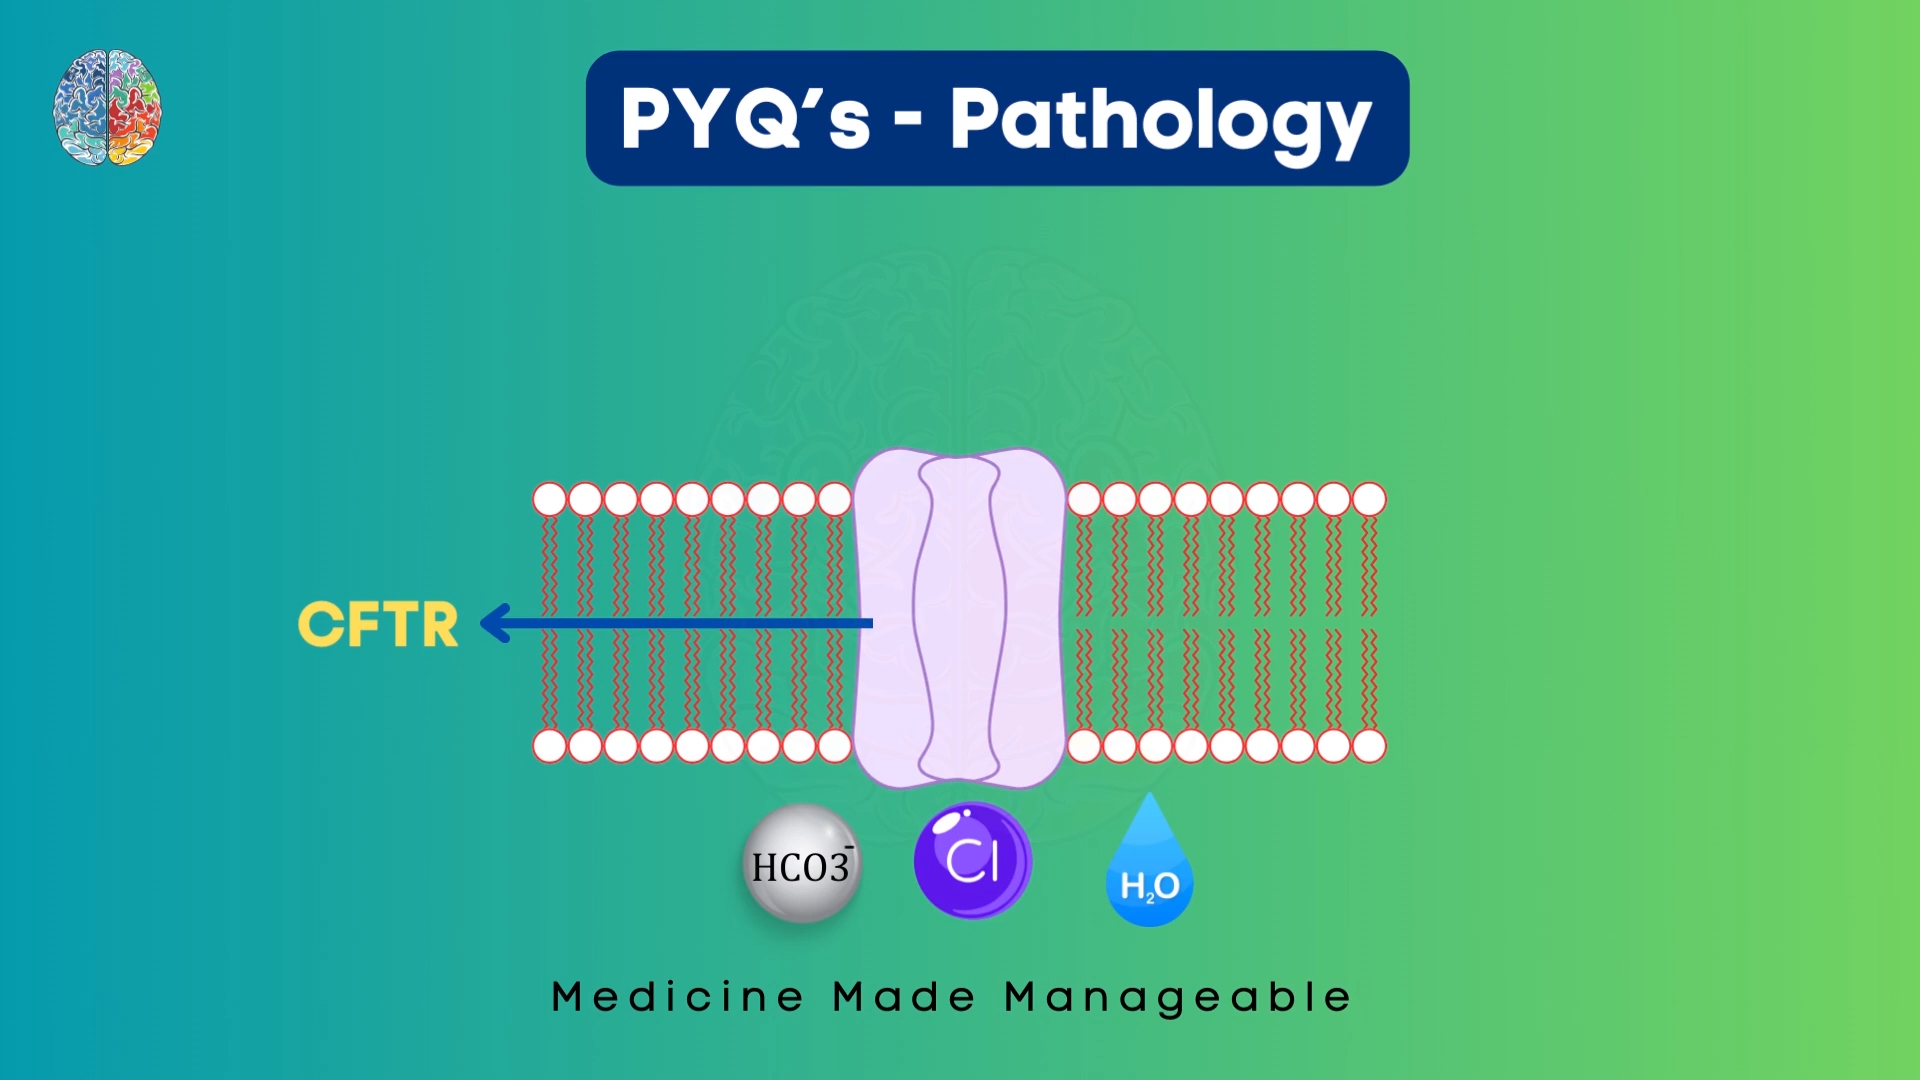 PYQ’s - Pathology
CFTR
HCO3⁻
Cl
H₂O
Medicine Made Manageable